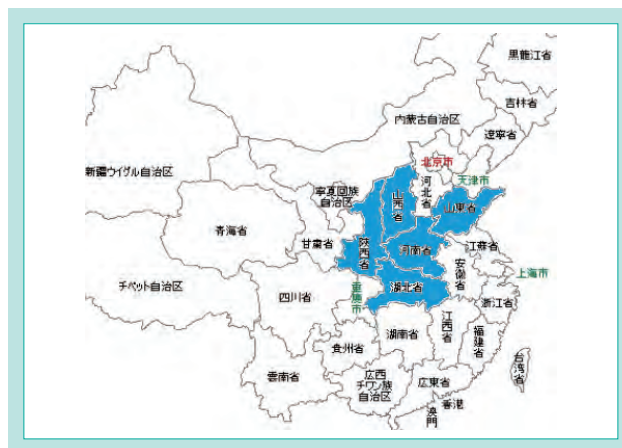 黒龍江省
吉林省
遼寧省
内蒙古自治区
北京市
天津市
新疆ウイグル自治区
寧夏回族
自治区
山西省
河北省
山東省
青海省
甘粛省
陝西省
河南省
江蘇省
安徽省
上海市
チベット自治区
四川省
重慶市
湖北省
浙江省
江西省
湖南省
福建省
貴州省
台湾省
雲南省
広西
チワン族
自治区
広東省
香港
澳門